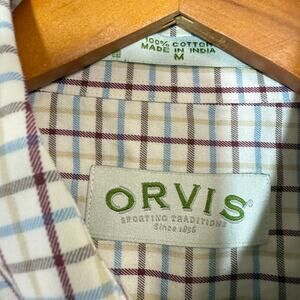 100% COTTON
MADE IN INDIA
M
ORVIS®
SPORTING TRADITIONS
Since 1856